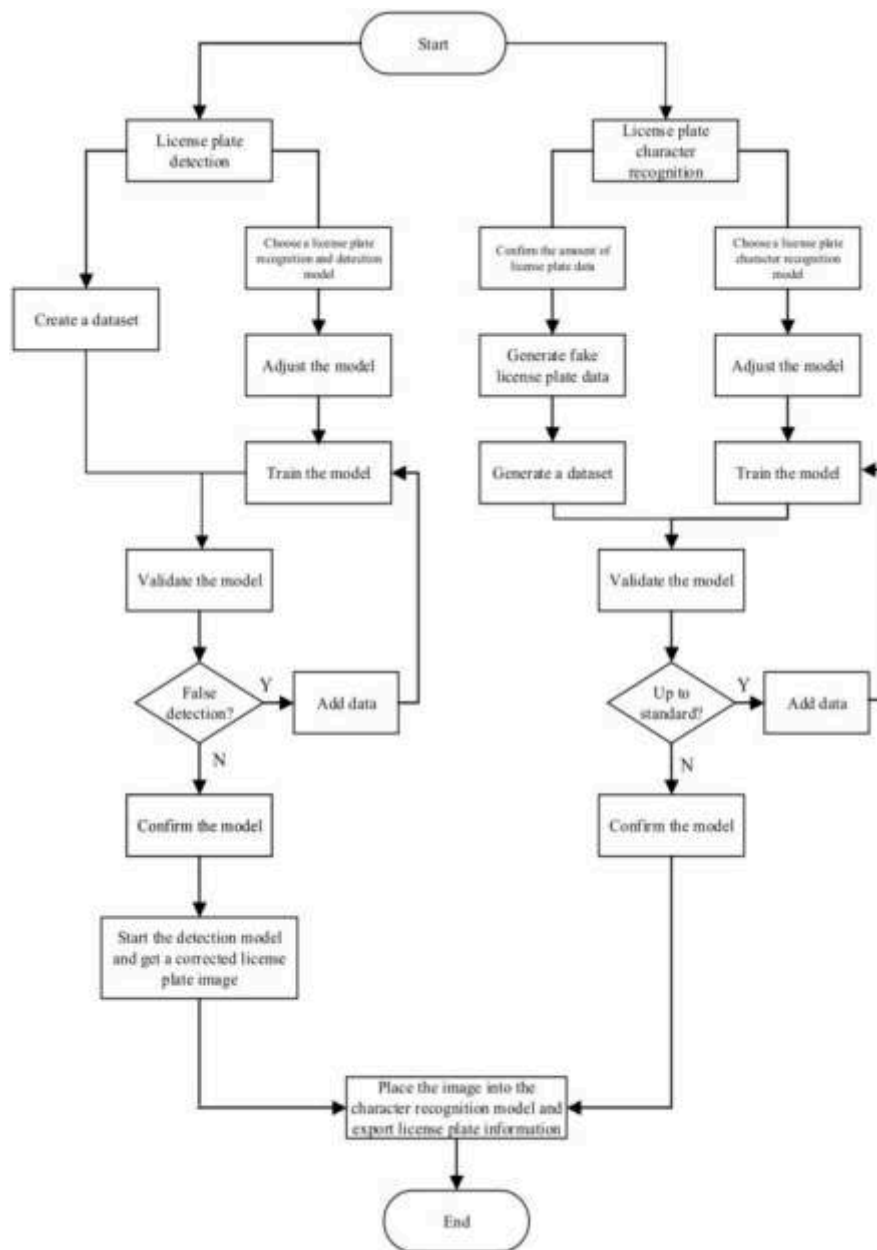 Start
License plate
detection
License plate
character
recognition
Choose a license plate
recognition and detection
model
Confirm the amount of
license plate data
Choose a license plate
character recognition
model
Create a dataset
Adjust the model
Generate fake
license plate data
Adjust the model
Train the model
Generate a dataset
Train the model
Validate the model
Validate the model
False
detection?
Y
Add data
Up to
standard?
Y
Add data
N
N
Confirm the model
Confirm the model
Start the detection model
and get a corrected license
plate image
Place the image into the
character recognition model and
export license plate information
End